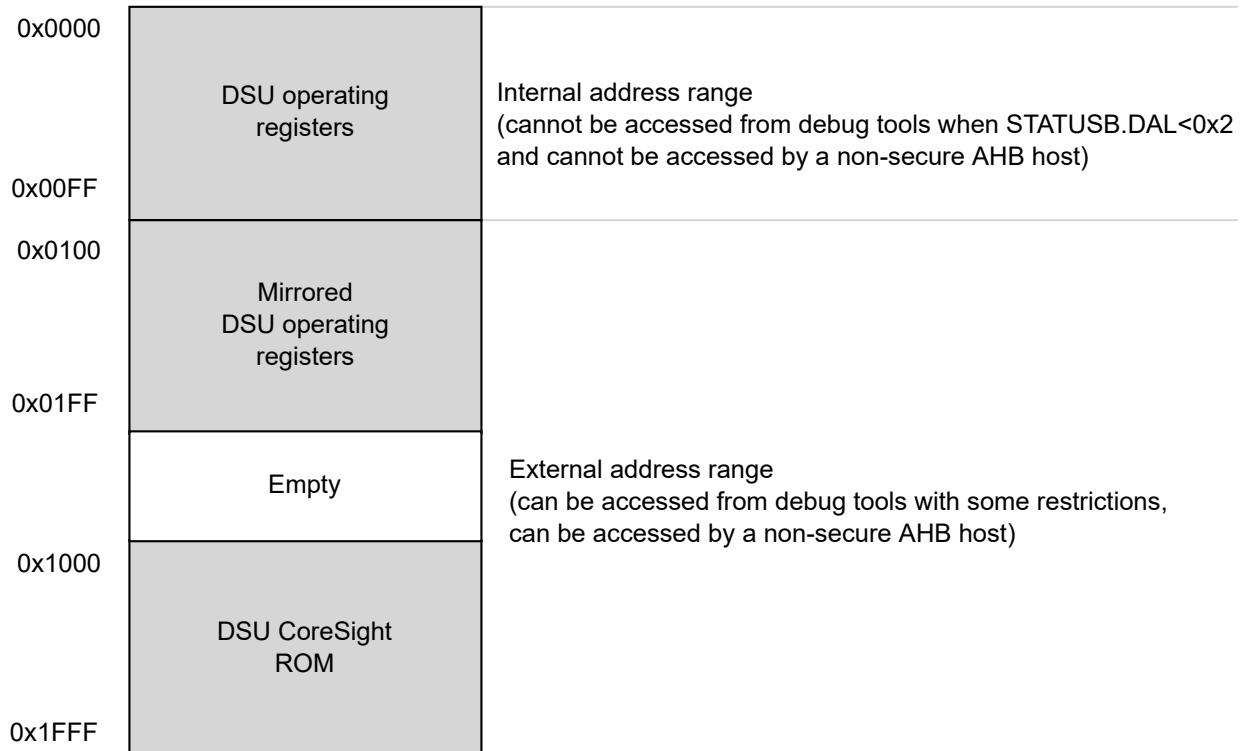 0x0000
DSU operating
registers
Internal address range
(cannot be accessed from debug tools when STATUSB.DAL<0x2
and cannot be accessed by a non-secure AHB host)
0x00FF
0x0100
Mirrored
DSU operating
registers
0x01FF
Empty
External address range
(can be accessed from debug tools with some restrictions,
can be accessed by a non-secure AHB host)
0x1000
DSU CoreSight
ROM
0x1FFF